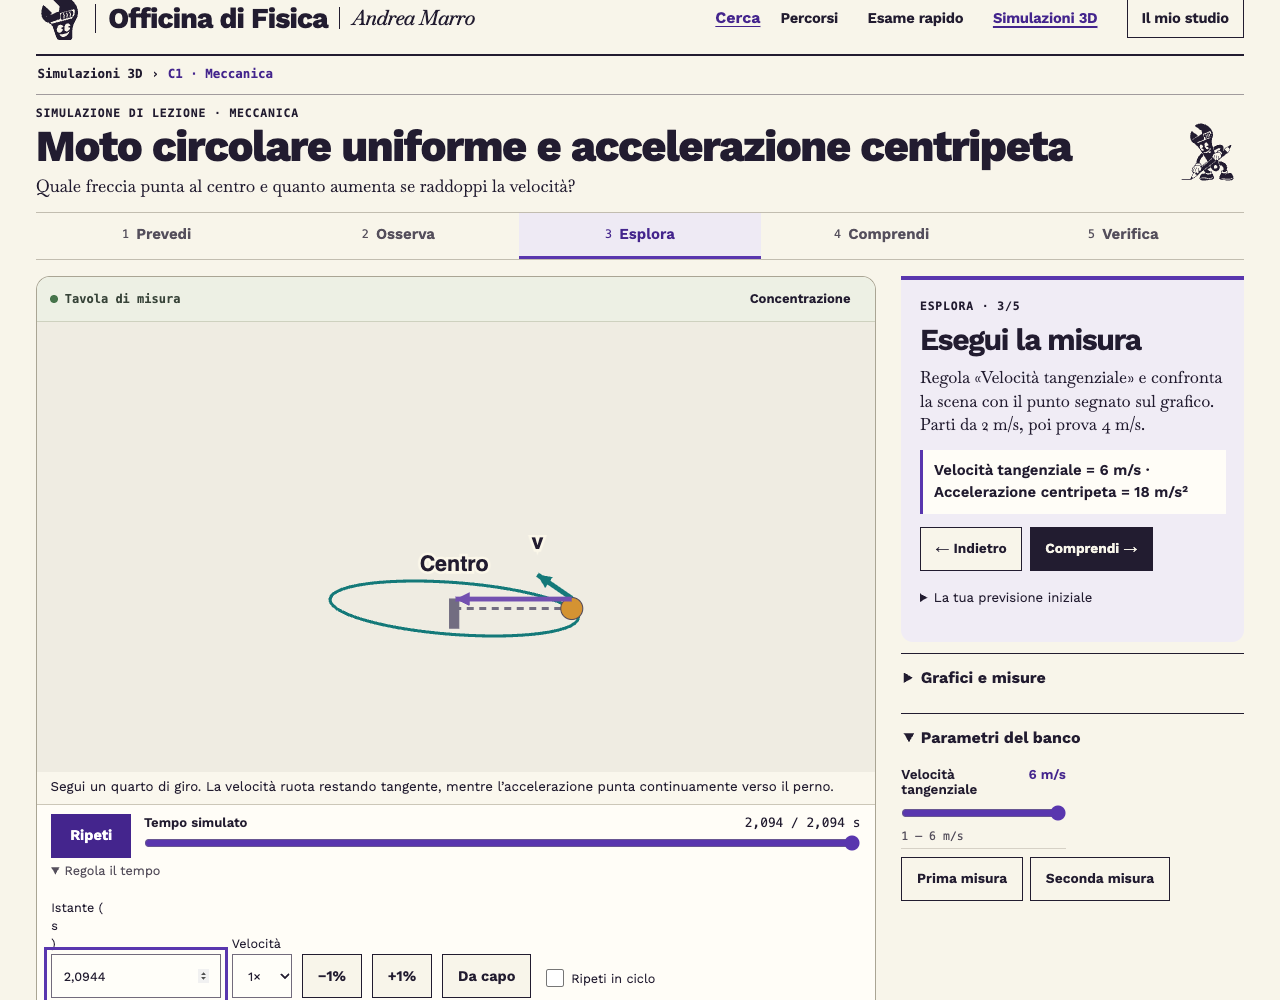 Officina di Fisica
Andrea Marro
Cerca
Percorsi
Esame rapido
Simulazioni 3D
Il mio studio
Simulazioni 3D › C1 · Meccanica
SIMULAZIONE DI LEZIONE · MECCANICA
Moto circolare uniforme e accelerazione centripeta
Quale freccia punta al centro e quanto aumenta se raddoppi la velocità?
1 Prevedi
2 Osserva
3 Esplora
4 Comprendi
5 Verifica
Tavola di misura
Concentrazione
v
Centro
Segui un quarto di giro. La velocità ruota restando tangente, mentre l’accelerazione punta continuamente verso il perno.
Ripeti
Tempo simulato
2,094 / 2,094 s
▼ Regola il tempo
Istante (
s
)
2,0944
Velocità
1×
−1%
+1%
Da capo
Ripeti in ciclo
ESPLORA · 3/5
Esegui la misura
Regola «Velocità tangenziale» e confronta
la scena con il punto segnato sul grafico.
Parti da 2 m/s, poi prova 4 m/s.
Velocità tangenziale = 6 m/s ·
Accelerazione centripeta = 18 m/s²
← Indietro
Comprendi →
▶ La tua previsione iniziale
▶ Grafici e misure
▼ Parametri del banco
Velocità
tangenziale
6 m/s
1 — 6 m/s
Prima misura
Seconda misura